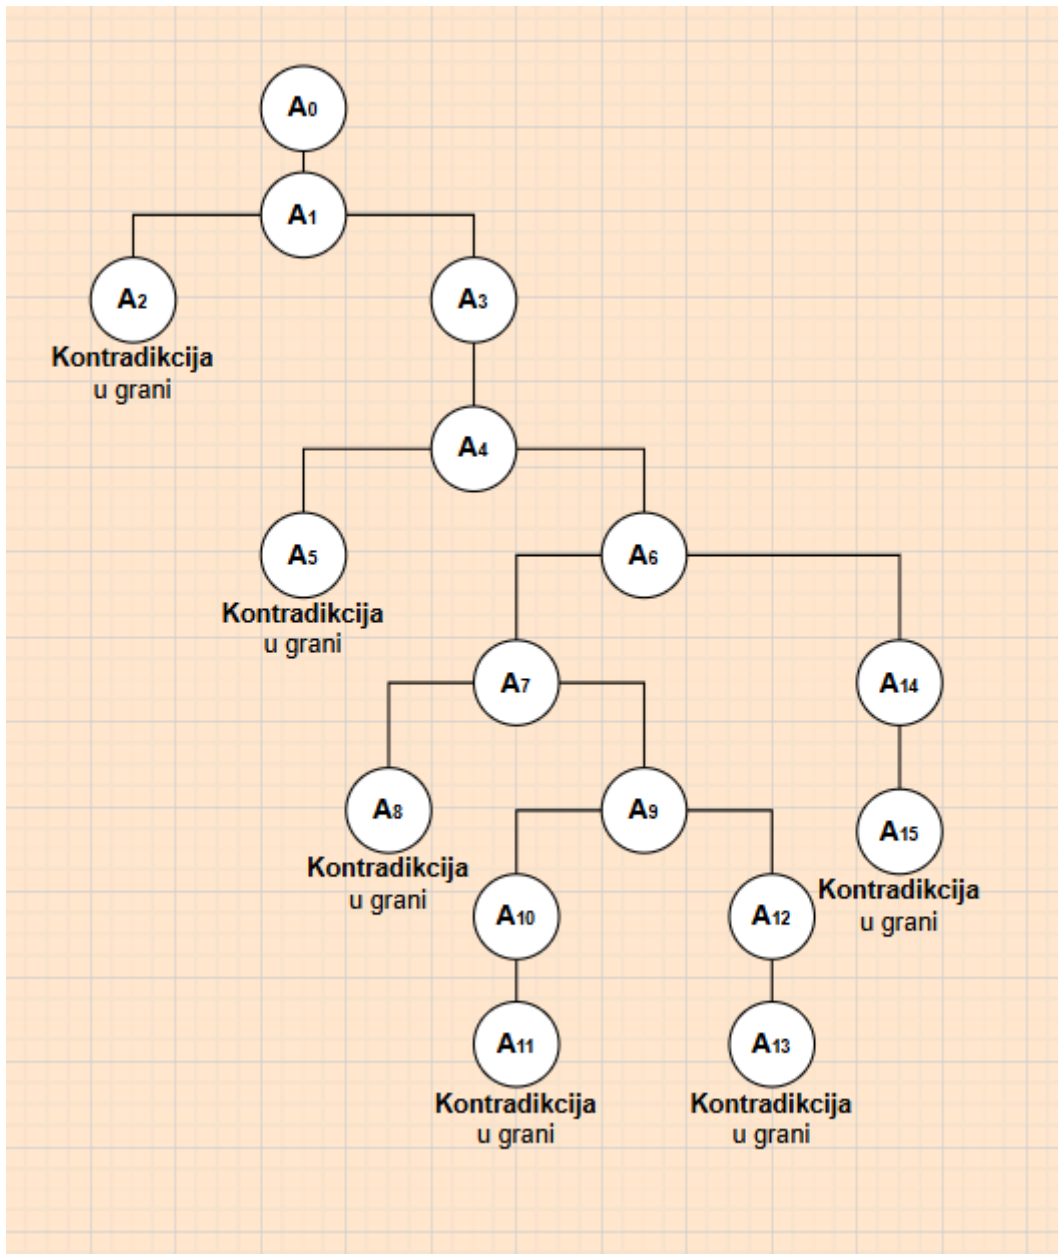 A0
A1
A2
A3
Kontradikcija
u grani
A4
A5
A6
Kontradikcija
u grani
A7
A14
A8
A9
A15
Kontradikcija
u grani
Kontradikcija
u grani
A10
A12
A11
A13
Kontradikcija
u grani
Kontradikcija
u grani